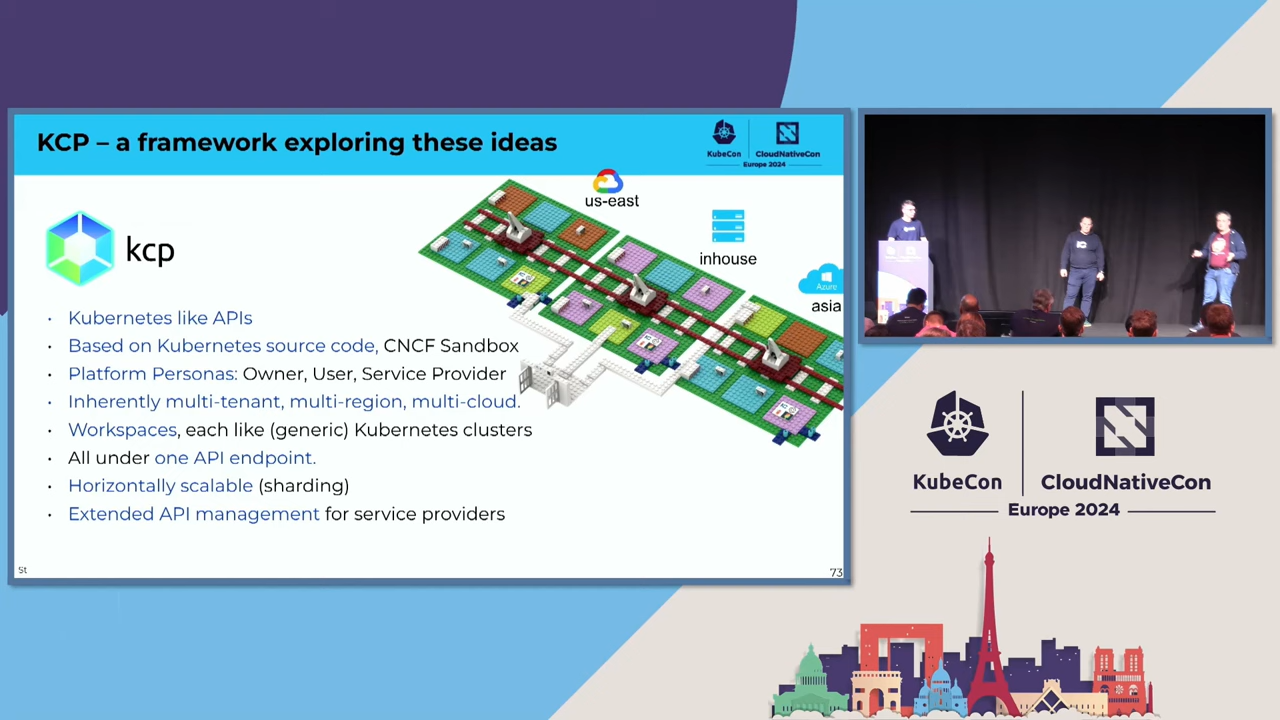 KCP – a framework exploring these ideas
KubeCon
CloudNativeCon
Europe 2024
us-east
inhouse
Azure
asia
kcp
• Kubernetes like APIs
• Based on Kubernetes source code, CNCF Sandbox
• Platform Personas: Owner, User, Service Provider
• Inherently multi-tenant, multi-region, multi-cloud.
• Workspaces, each like (generic) Kubernetes clusters
• All under one API endpoint.
• Horizontally scalable (sharding)
• Extended API management for service providers
St
73
KubeCon
CloudNativeCon
Europe 2024